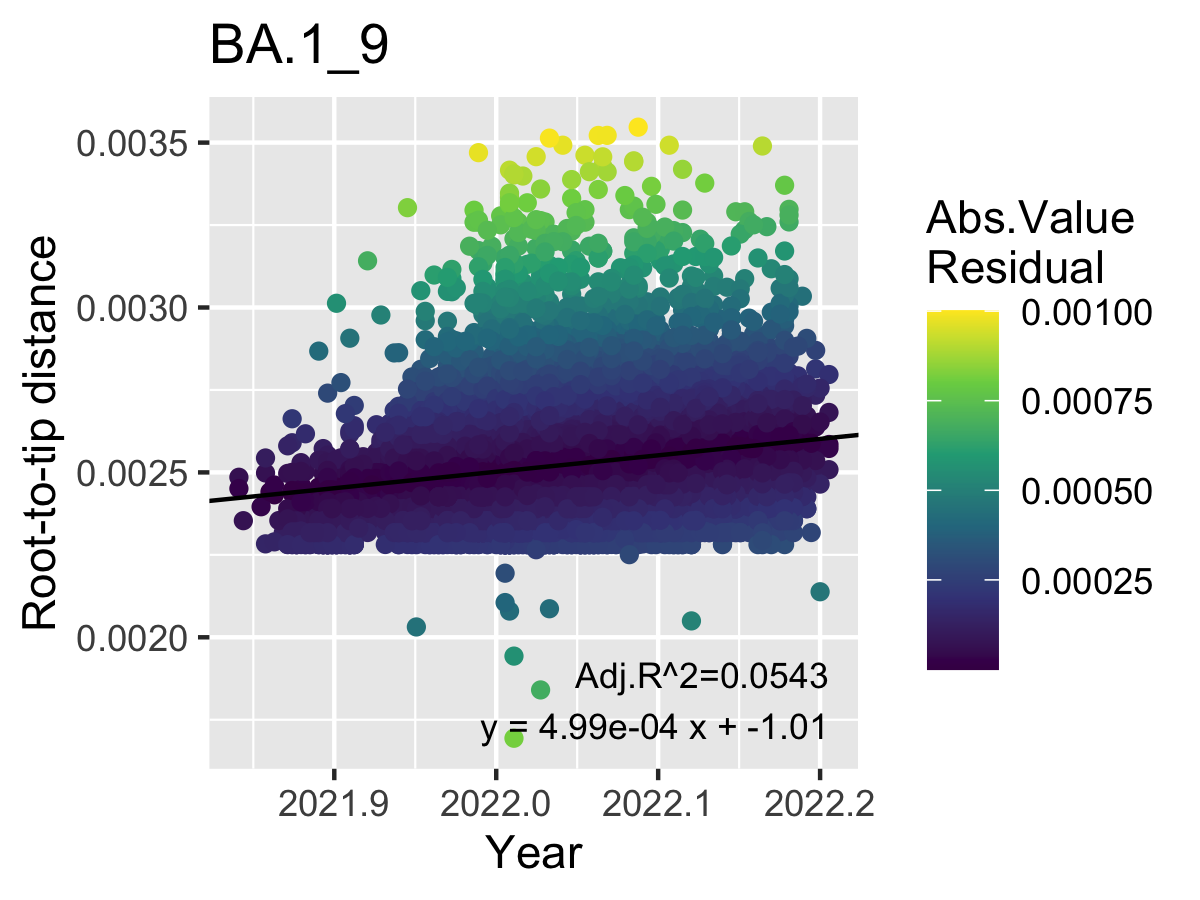 BA.1_9
0.0035
0.0030
0.0025
0.0020
Root-to-tip distance
Adj.R^2=0.0543
y = 4.99e-04 x + -1.01
2021.9 2022.0 2022.1 2022.2
Year
Abs.Value
Residual
0.00100
0.00075
0.00050
0.00025